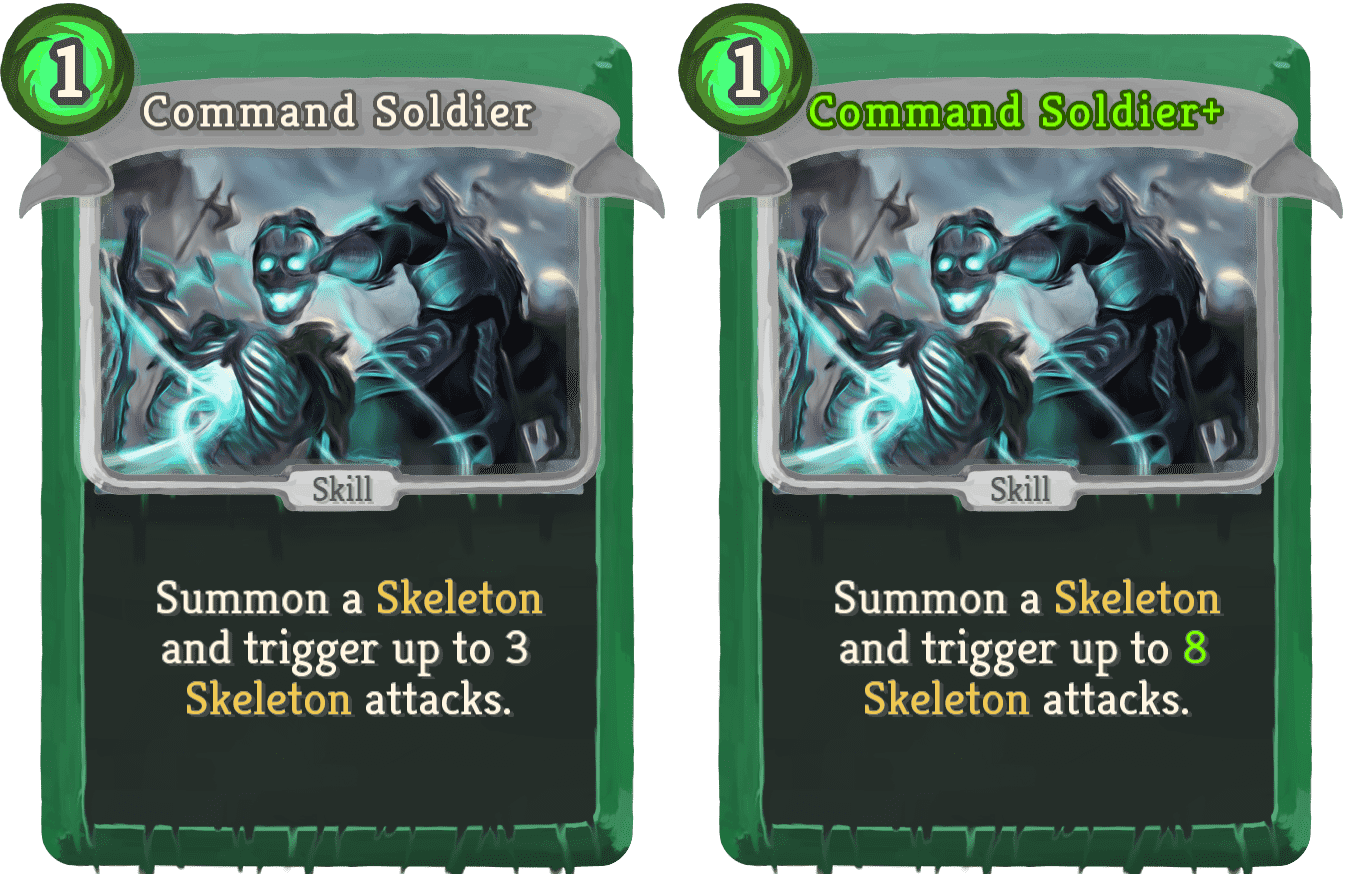 1
Command Soldier
Skill
Summon a Skeleton
and trigger up to 3
Skeleton attacks.
1
Command Soldier+
Skill
Summon a Skeleton
and trigger up to 8
Skeleton attacks.